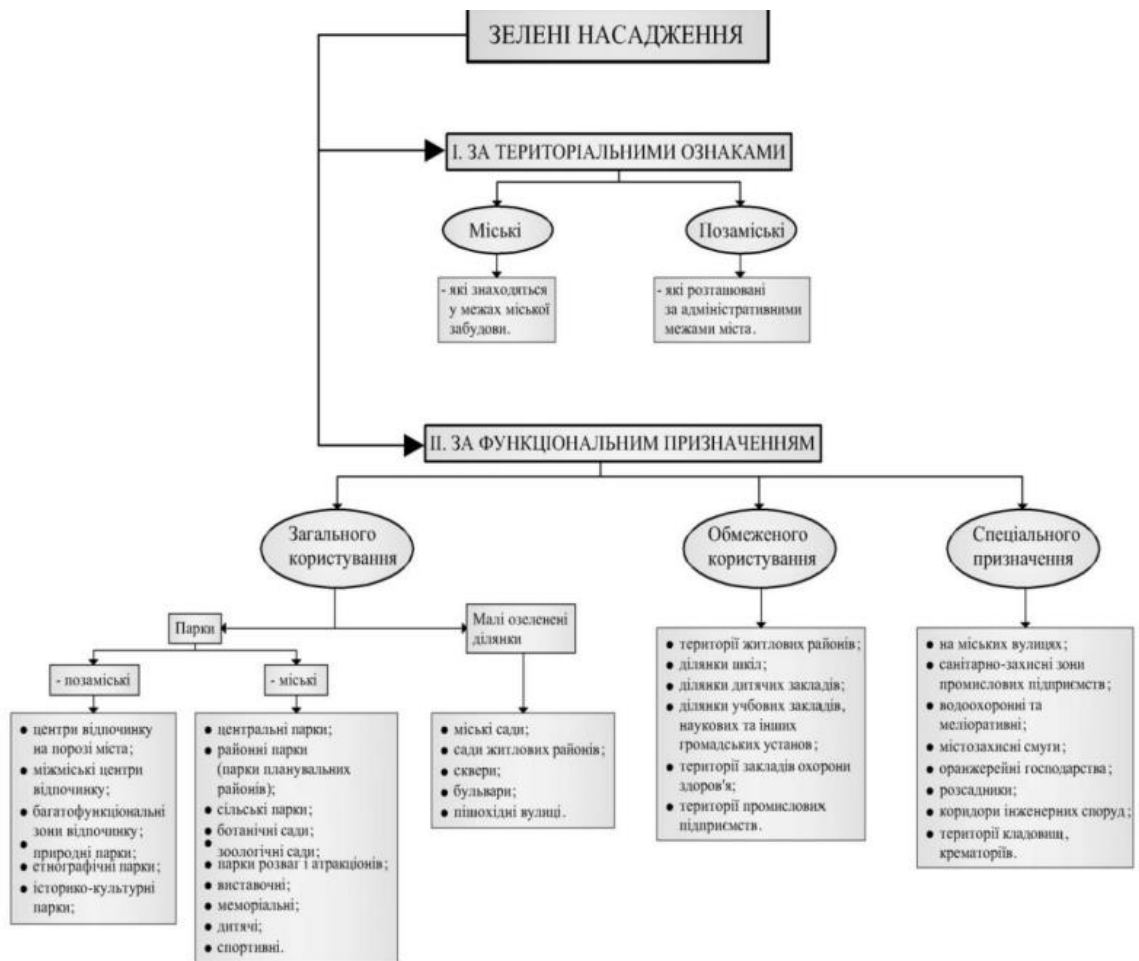 ЗЕЛЕНІ НАСАДЖЕННЯ
І. ЗА ТЕРИТОРІАЛЬНИМИ ОЗНАКАМИ
Міські
Позаміські
- які знаходяться
у межах міської
забудови.
- які розташовані
за адміністративними
межами міста.
ІІ. ЗА ФУНКЦІОНАЛЬНИМ ПРИЗНАЧЕННЯМ
Загального
користування
Обмеженого
користування
Спеціального
призначення
Парки
Малі озеленені
ділянки
- позаміські
- міські
● центри відпочинку
на порозі міста;
● міжміські центри
відпочинку;
● багатофункціональні
зони відпочинку;
● природні парки;
● етнографічні парки;
● історико-культурні
парки;
● центральні парки;
● районні парки
(парки планувальних
районів);
● сільські парки;
● ботанічні сади;
● зоологічні сади;
● парки розваг і атракціонів;
● виставочні;
● меморіальні;
● дитячі;
● спортивні.
● міські сади;
● сади житлових районів;
● сквери;
● бульвари;
● пішохідні вулиці.
● території житлових районів;
● ділянки шкіл;
● ділянки дитячих закладів;
● ділянки учбових закладів,
наукових та інших
громадських установ;
● території закладів охорони
здоров'я;
● території промислових
підприємств.
● на міських вулицях;
● санітарно-захисні зони
промислових підприємств;
● водоохоронні та
меліоративні;
● містозахисні смуги;
● оранжерейні господарства;
● розсадники;
● коридори інженерних споруд;
● території кладовищ,
крематоріїв.